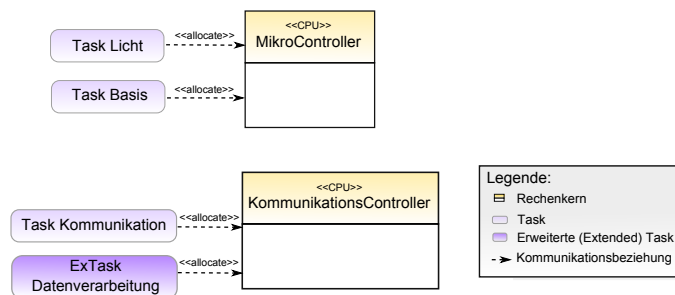 <<CPU>>
MikroController
Task Licht
<<allocate>>
Task Basis
<<allocate>>
<<CPU>>
KommunikationsController
Task Kommunikation
<<allocate>>
ExTask
Datenverarbeitung
<<allocate>>
Legende:
Rechenkern
Task
Erweiterte (Extended) Task
Kommunikationsbeziehung